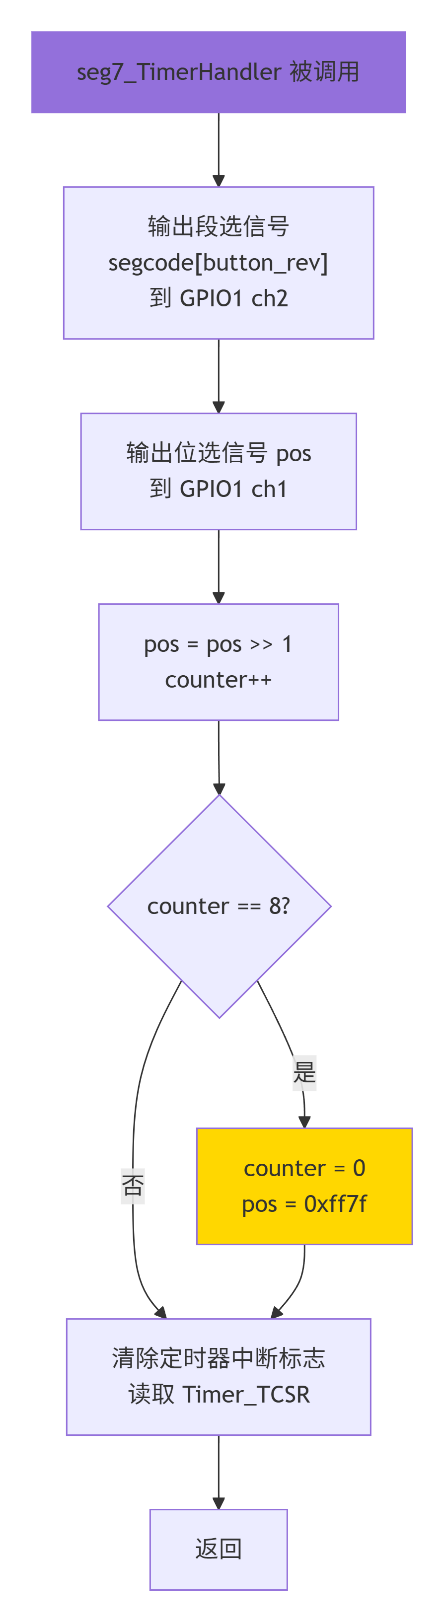 seg7_TimerHandler 被调用
输出段选信号
segcode[button_rev]
到 GPIO1 ch2
输出位选信号 pos
到 GPIO1 ch1
pos = pos >> 1
counter++
counter == 8?
是
否
counter = 0
pos = 0xff7f
清除定时器中断标志
读取 Timer_TCSR
返回